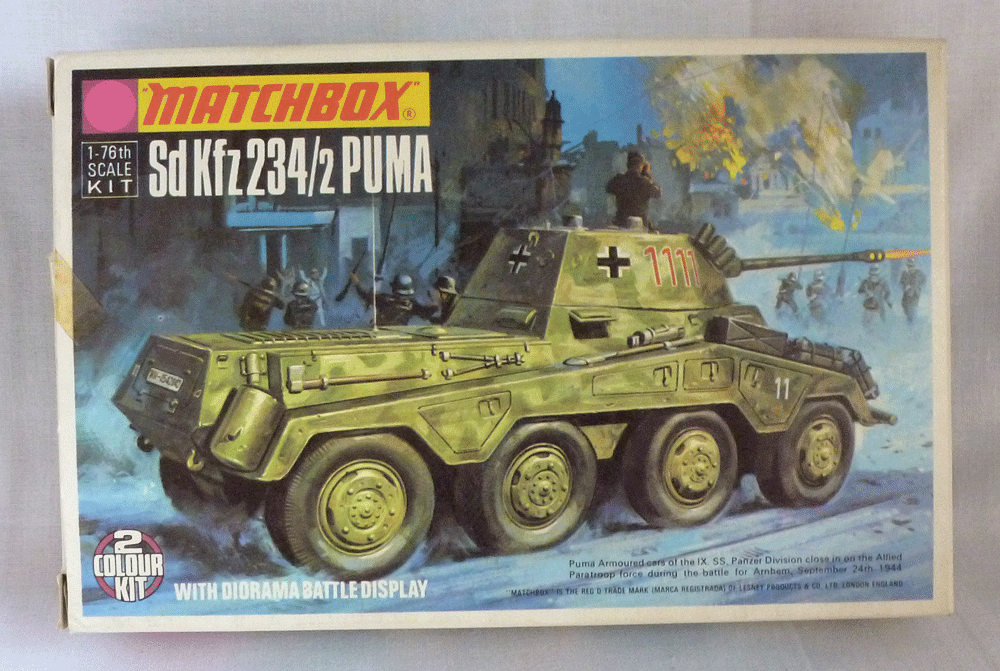 "MATCHBOX"®
1-76th
SCALE
KIT
Sd Kfz 234/2 PUMA
1111
11
2
COLOUR
KIT
WITH DIORAMA BATTLE DISPLAY
Puma Armoured cars of the IX. SS. Panzer Division close in on the Allied
Paratroop force during the battle for Arnhem, September 24th 1944
"MATCHBOX" IS THE REG'D TRADE MARK (MARCA REGISTRADA) OF LESNEY PRODUCTS & CO. LTD. LONDON ENGLAND